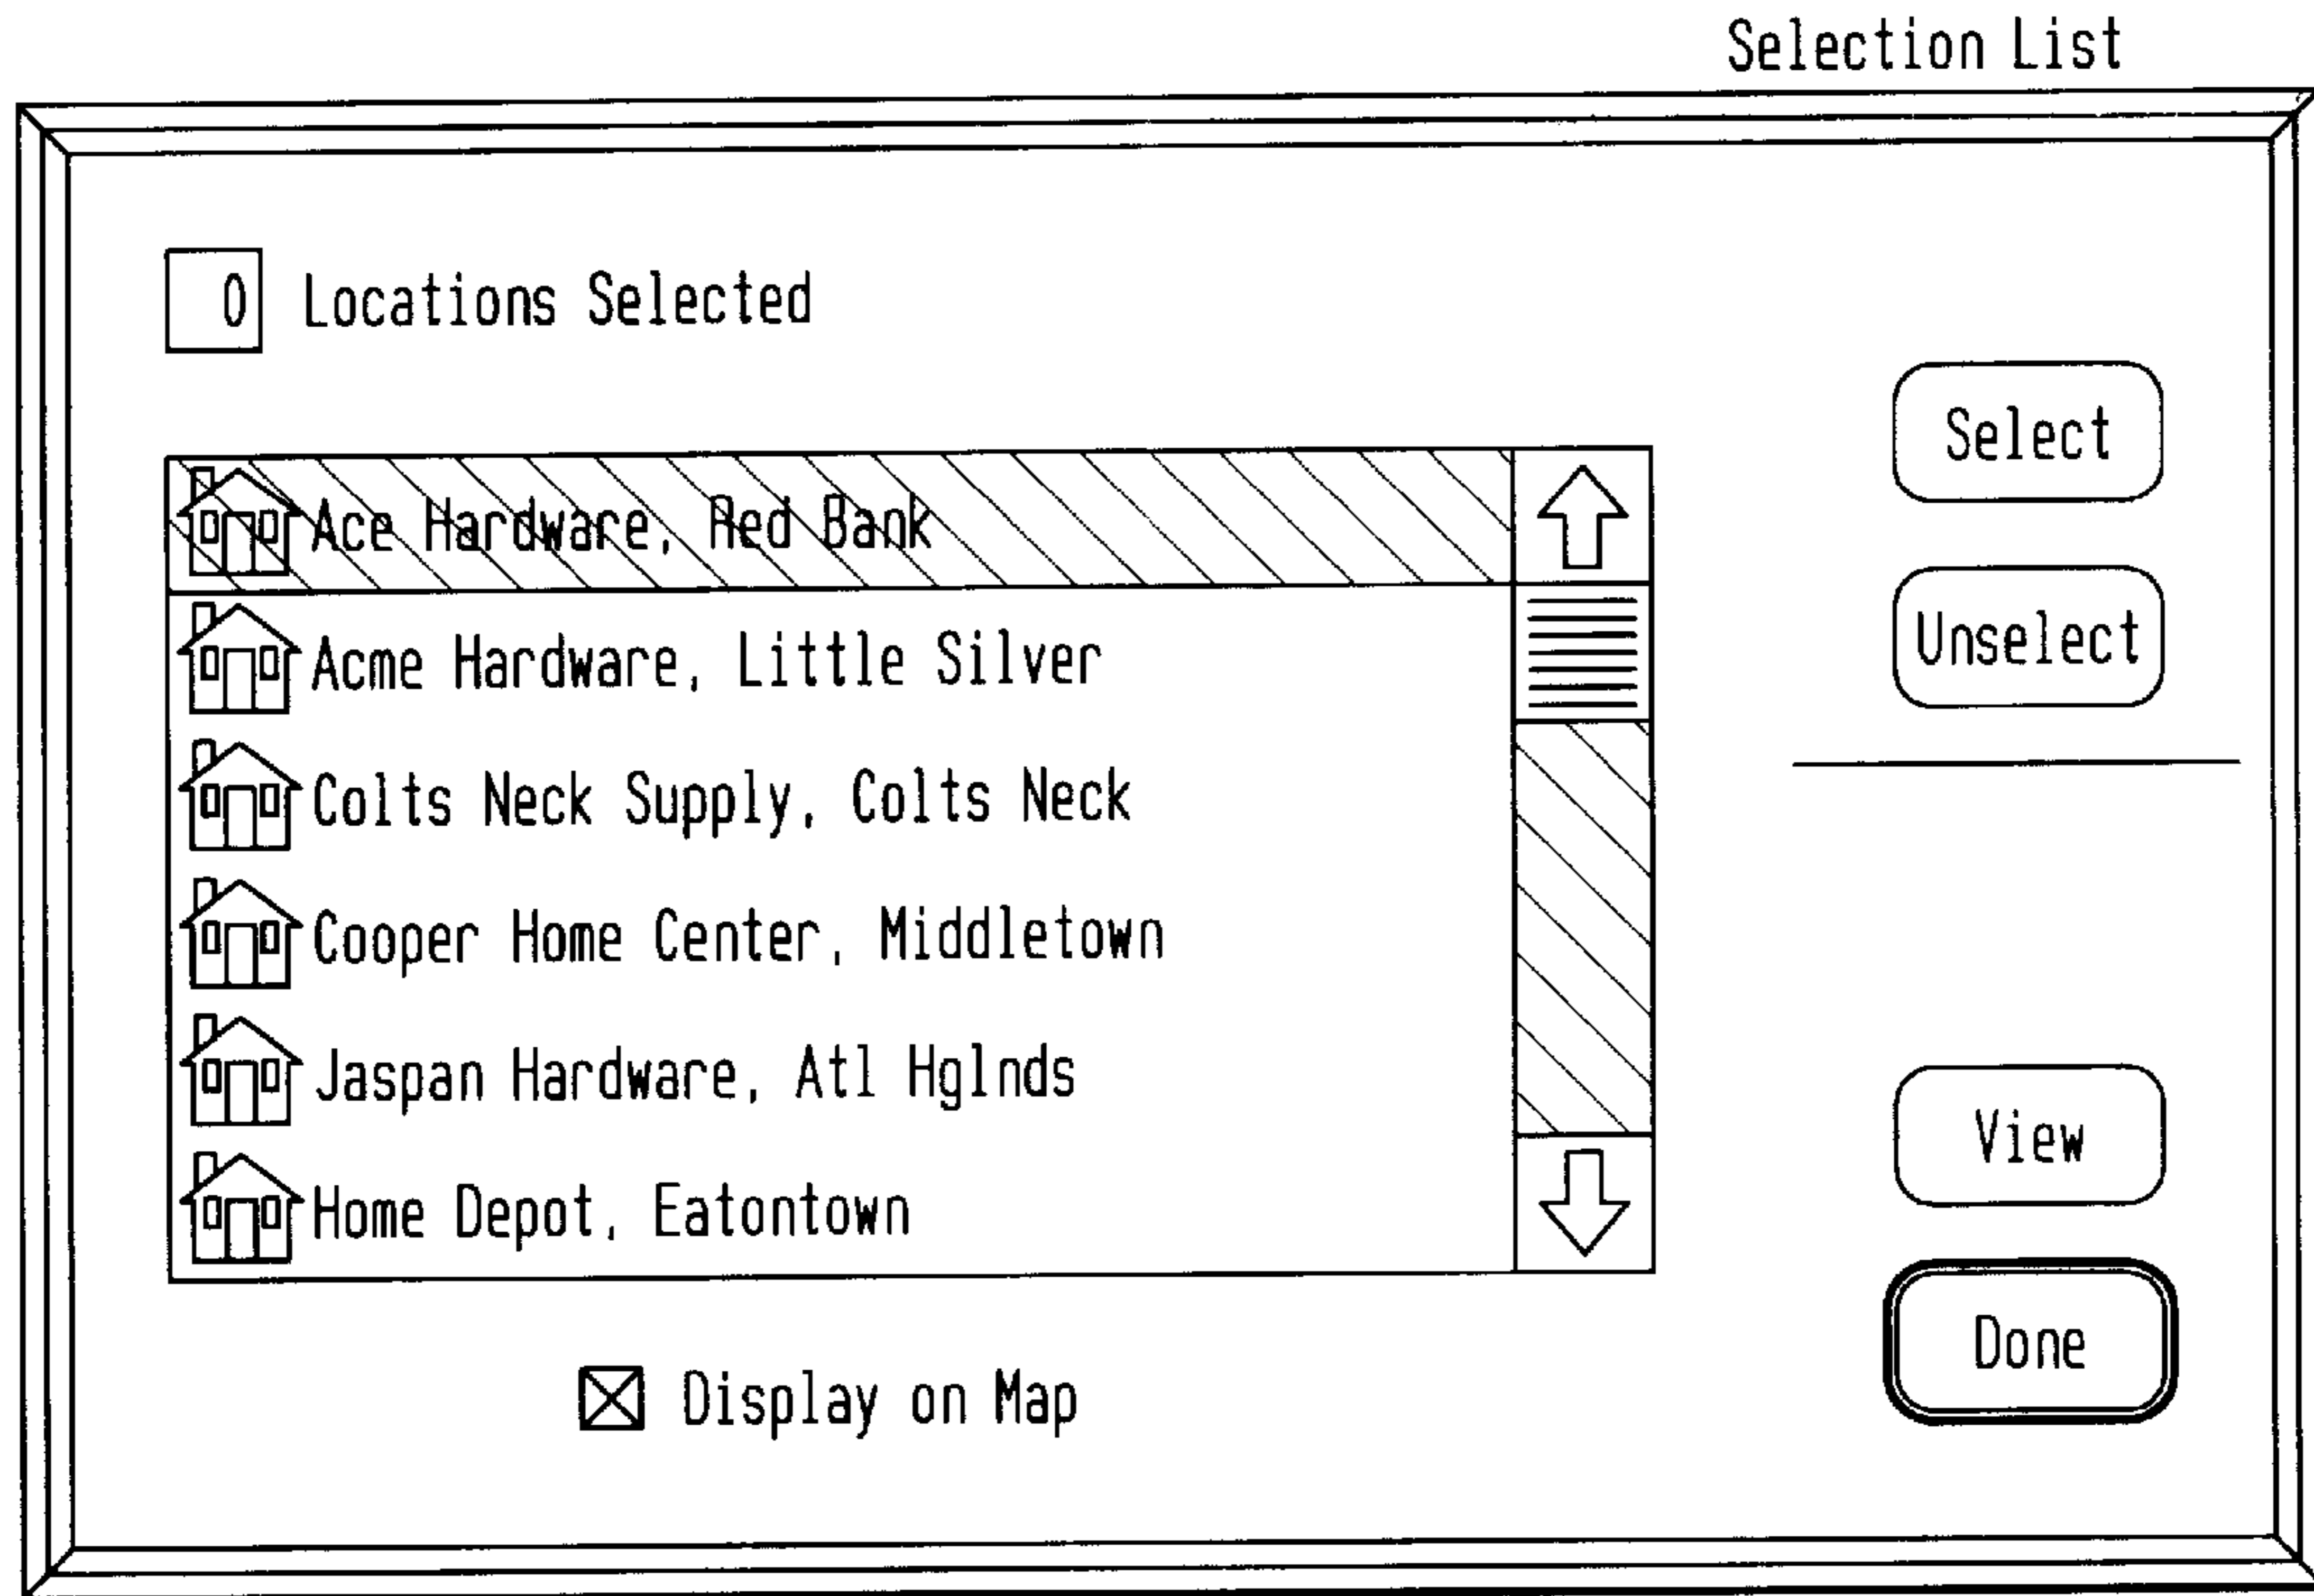 Selection List
0 Locations Selected
Select
Ace Hardware, Red Bank
Unselect
Acme Hardware, Little Silver
Colts Neck Supply, Colts Neck
Cooper Home Center, Middletown
Jaspan Hardware, Atl Hglnds
View
Home Depot, Eatontown
Done
Display on Map